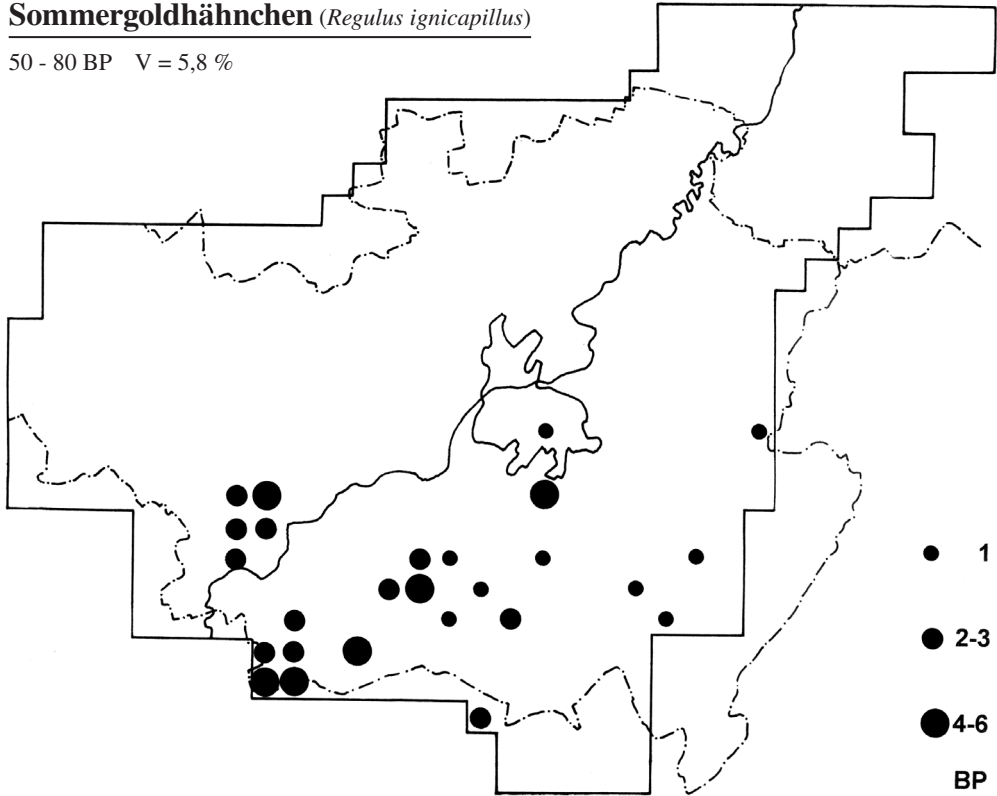 Sommergoldhähnchen (Regulus ignicapillus)
50 - 80 BP V = 5,8 %
1
2-3
4-6
BP